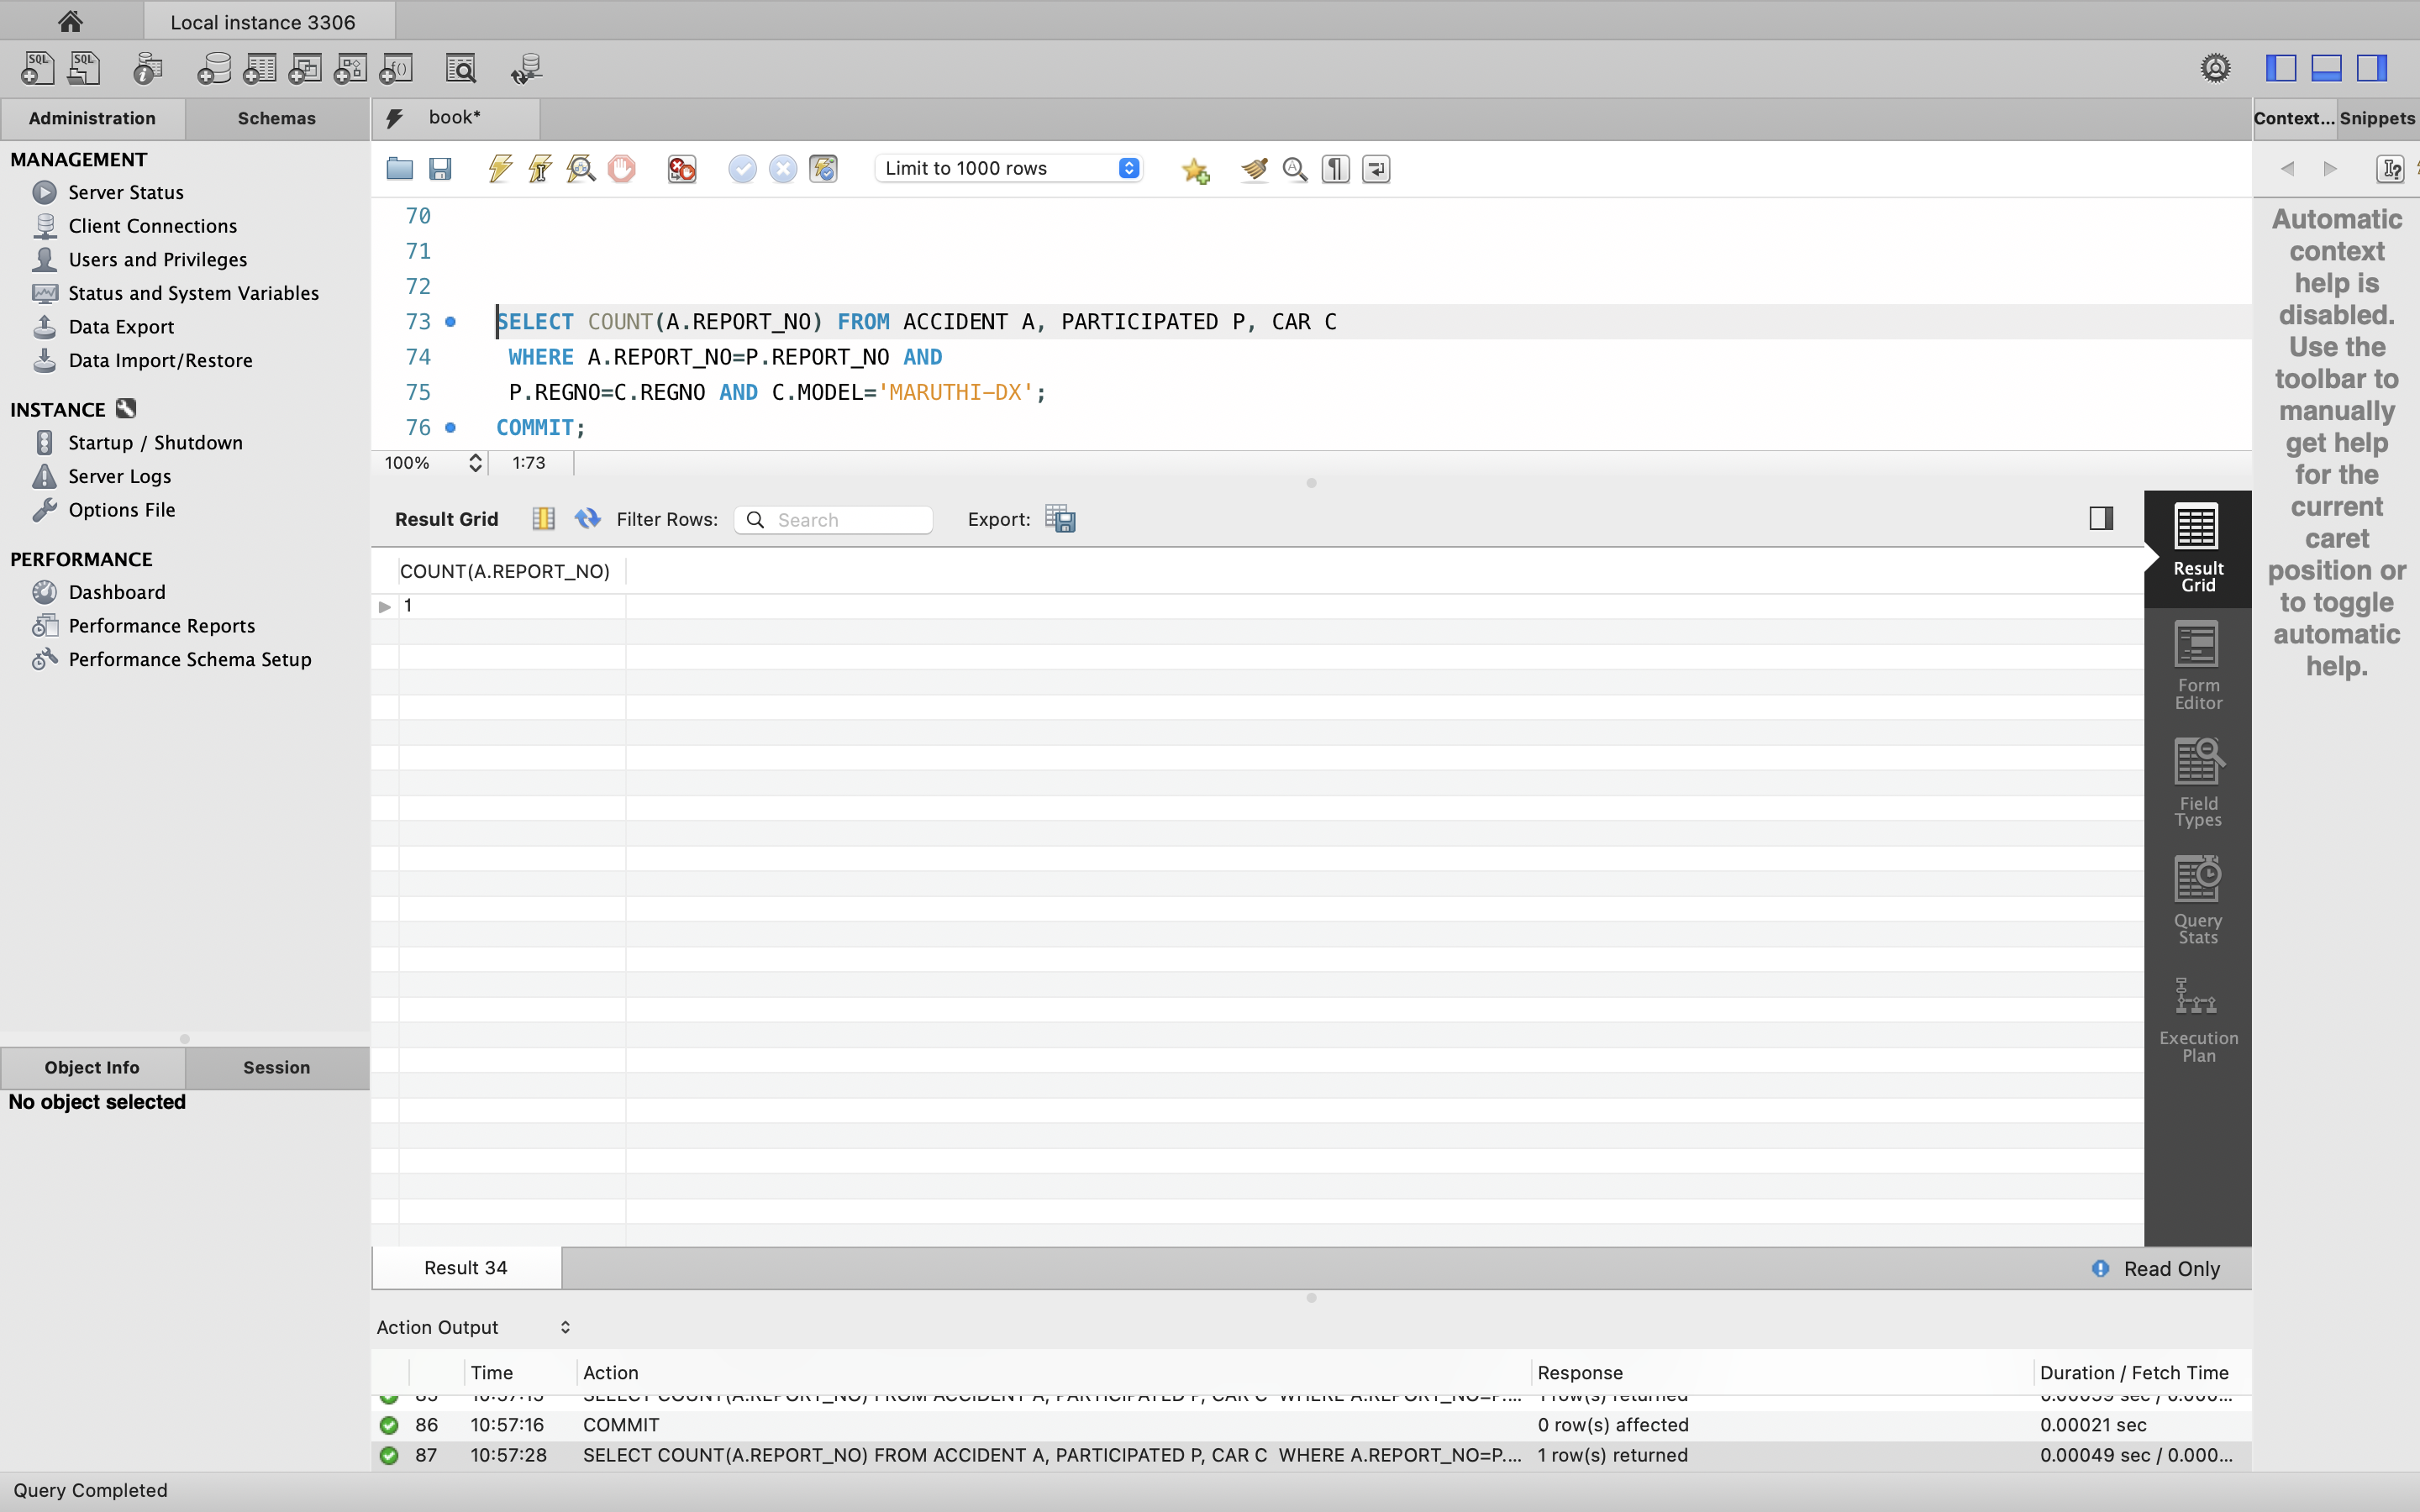 Local instance 3306
SQL SQL
Administration Schemas
book*
Context... Snippets
MANAGEMENT
Server Status
Client Connections
Users and Privileges
Status and System Variables
Data Export
Data Import/Restore
INSTANCE
Startup / Shutdown
Server Logs
Options File
PERFORMANCE
Dashboard
Performance Reports
Performance Schema Setup
Object Info Session
No object selected
Limit to 1000 rows
70
71
72
73 SELECT COUNT(A.REPORT_NO) FROM ACCIDENT A, PARTICIPATED P, CAR C
74 WHERE A.REPORT_NO=P.REPORT_NO AND
75 P.REGNO=C.REGNO AND C.MODEL='MARUTHI-DX';
76 COMMIT;
100% 1:73
Result Grid Filter Rows: Search Export:
COUNT(A.REPORT_NO)
1
Result
Grid
Form
Editor
Field
Types
Query
Stats
Execution
Plan
Result 34
Read Only
Action Output
Time Action Response Duration / Fetch Time
85 10:57:15 SELECT COUNT(A.REPORT_NO) FROM ACCIDENT A, PARTICIPATED P, CAR C WHERE A.REPORT_NO=P.... 1 row(s) returned
86 10:57:16 COMMIT 0 row(s) affected 0.00021 sec
87 10:57:28 SELECT COUNT(A.REPORT_NO) FROM ACCIDENT A, PARTICIPATED P, CAR C WHERE A.REPORT_NO=P.... 1 row(s) returned 0.00049 sec / 0.000...
Query Completed
Automatic
context
help is
disabled.
Use the
toolbar to
manually
get help
for the
current
caret
position or
to toggle
automatic
help.